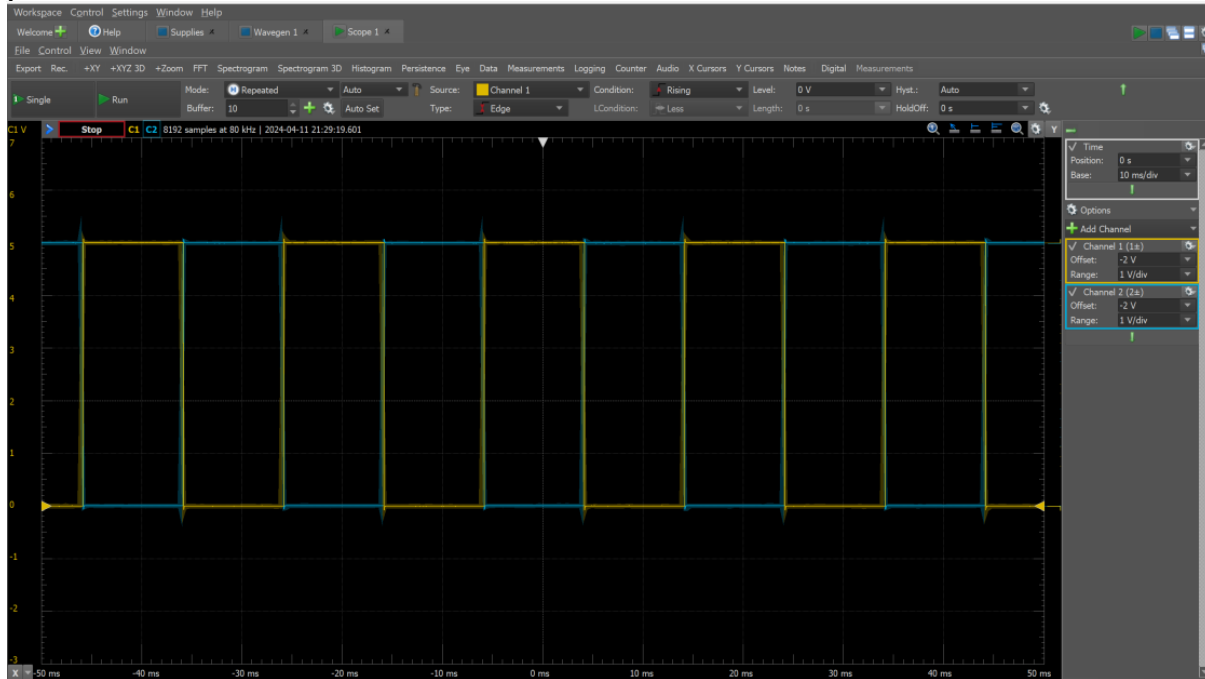 Workspace Control Settings Window Help
Welcome Help Supplies Wavegen 1 Scope 1
File Control View Window
Export Rec. +XY +XYZ 3D +Zoom FFT Spectrogram Spectrogram 3D Histogram Persistence Eye Data Measurements Logging Counter Audio X Cursors Y Cursors Notes Digital Measurements
Single Run Mode: Repeated Auto Source: Channel 1 Condition: Rising Level: 0 V Hyst.: Auto
Buffer: 10 Auto Set Type: Edge LCondition: Less Length: 0 s HoldOff: 0 s
C1 V Stop C1 C2 8192 samples at 80 kHz | 2024-04-11 21:29:19.601 Y
7
6
5
4
3
2
1
0
-1
-2
-3
X -50 ms -40 ms -30 ms -20 ms -10 ms 0 ms 10 ms 20 ms 30 ms 40 ms 50 ms
Time
Position: 0 s
Base: 10 ms/div
Options
Add Channel
Channel 1 (1±)
Offset: -2 V
Range: 1 V/div
Channel 2 (2±)
Offset: -2 V
Range: 1 V/div